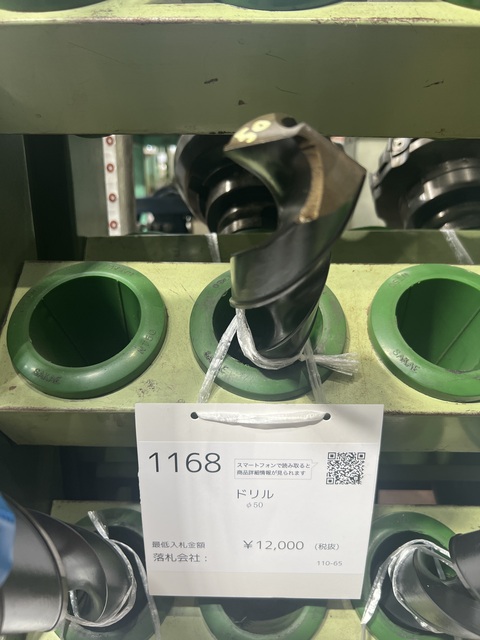 50
1168
スマートフォンで読み取ると
商品詳細情報が見られます
ドリル
φ50
最低入札金額 ¥12,000 (税抜)
落札会社:
110-65